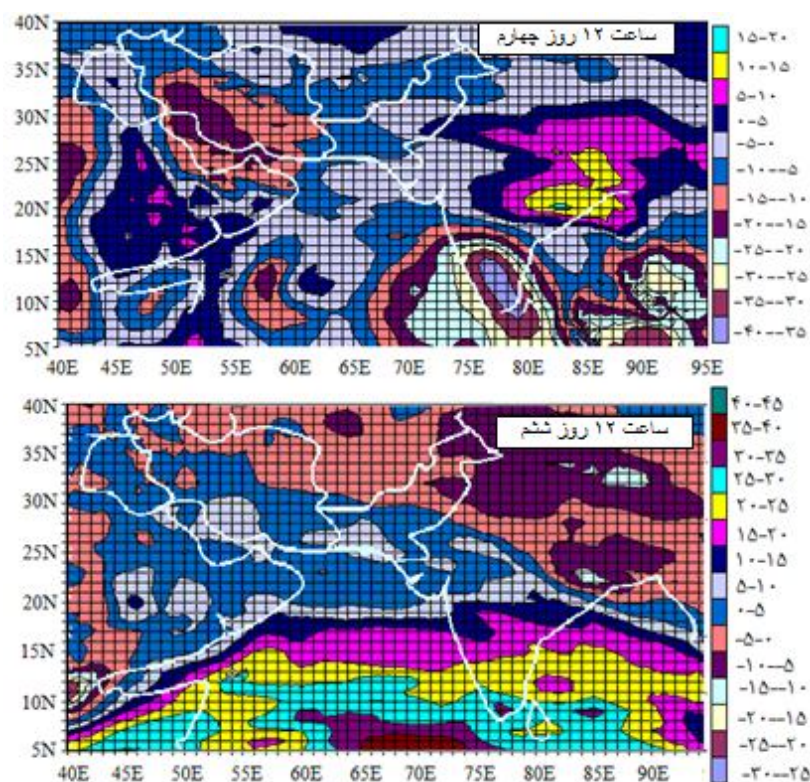 40N
ساعت ۱۲ روز چهارم
35N
30N
25N
20N
15N
10N
5N
40E 45E 50E 55E 60E 65E 70E 75E 80E 85E 90E 95E
۱۵-۲۰
۱۰-۱۵
۵-۱۰
۰-۵
-۵-۰
-۱۰--۵
-۱۵--۱۰
-۲۰--۱۵
-۲۵--۲۰
-۳۰--۲۵
-۳۵--۳۰
-۴۰--۳۵
40N
ساعت ۱۲ روز ششم
35N
30N
25N
20N
15N
10N
5N
40E 45E 50E 55E 60E 65E 70E 75E 80E 85E 90E
۴۰-۴۵
۳۵-۴۰
۳۰-۳۵
۲۵-۳۰
۲۰-۲۵
۱۵-۲۰
۱۰-۱۵
۵-۱۰
۰-۵
-۵-۰
-۱۰--۵
-۱۵--۱۰
-۲۰--۱۵
-۲۵--۲۰
-۳۰--۲۵